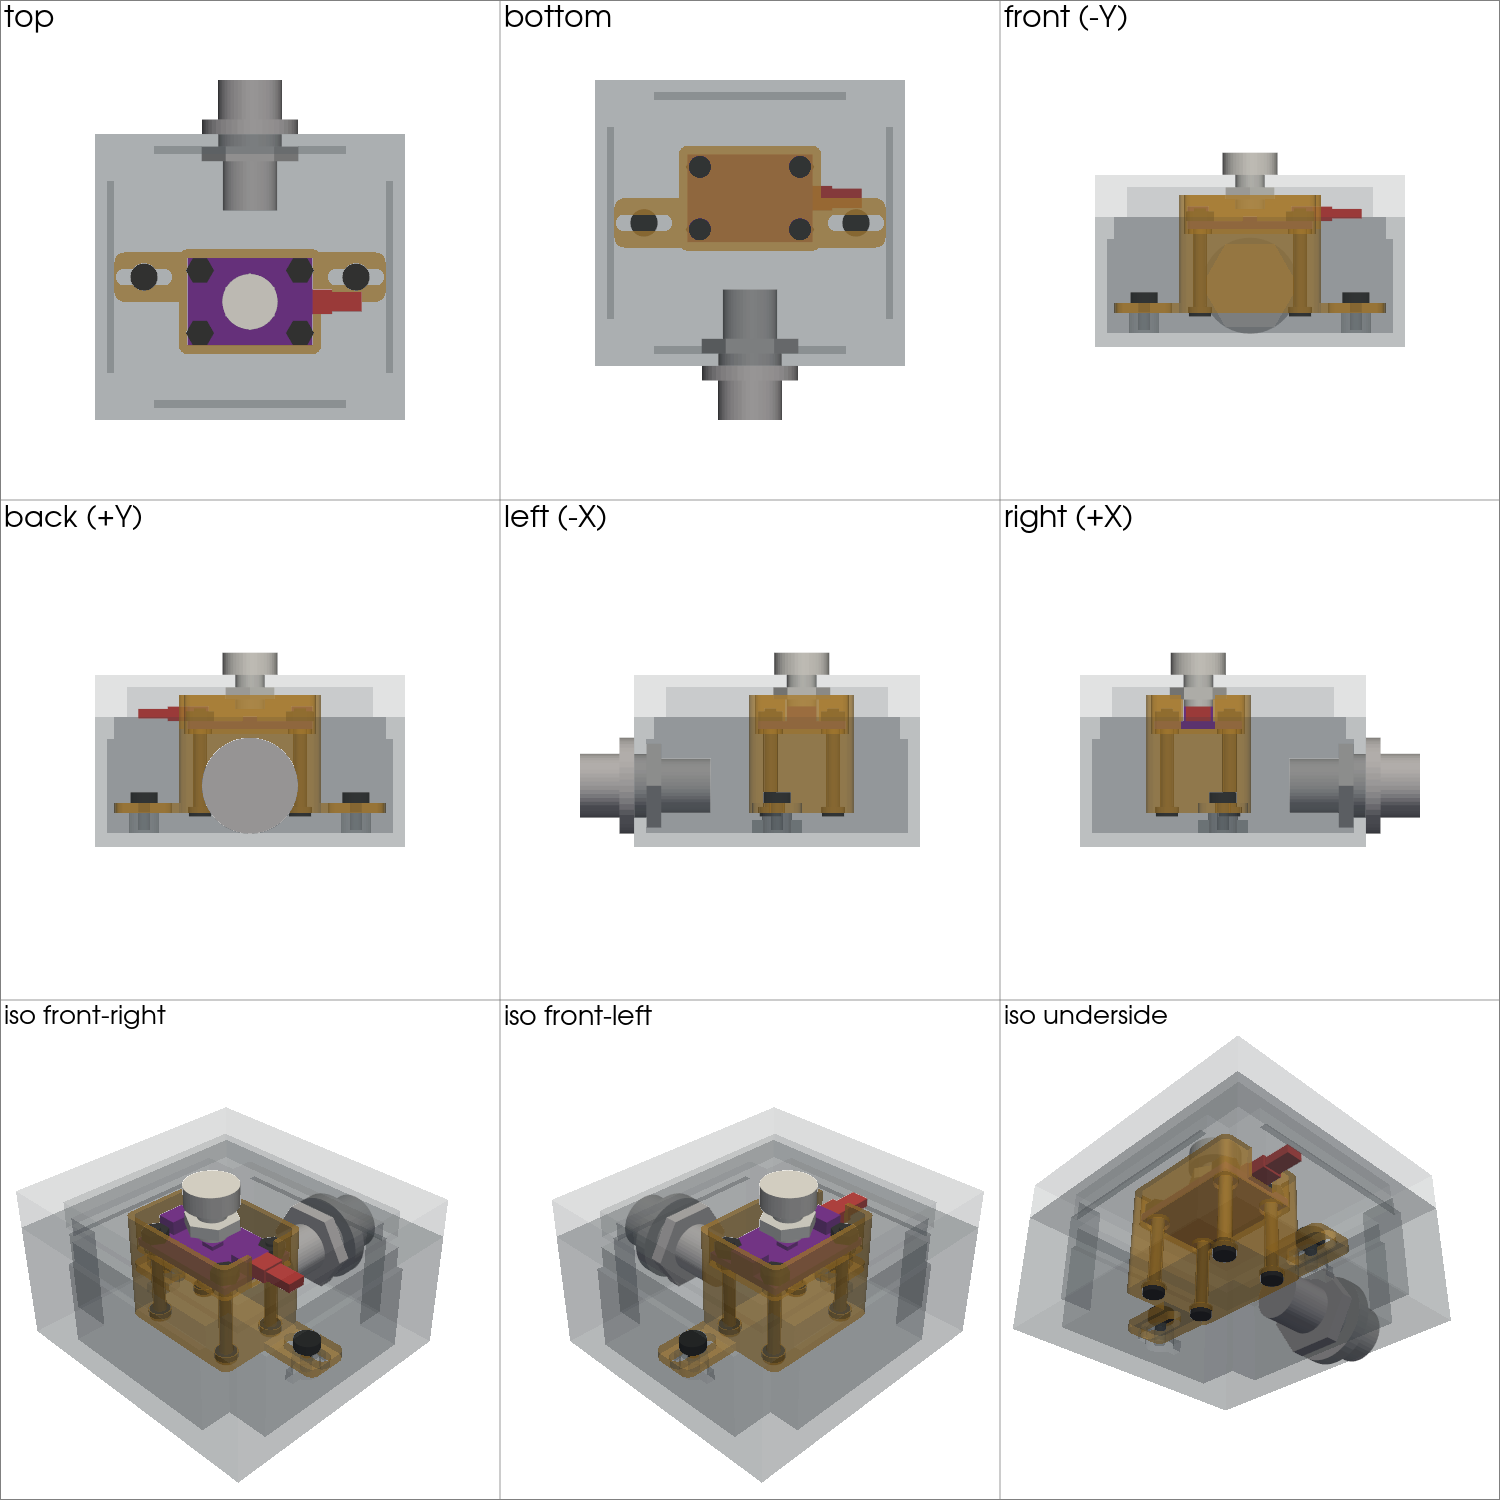 top
bottom
front (-Y)
back (+Y)
left (-X)
right (+X)
iso front-right
iso front-left
iso underside